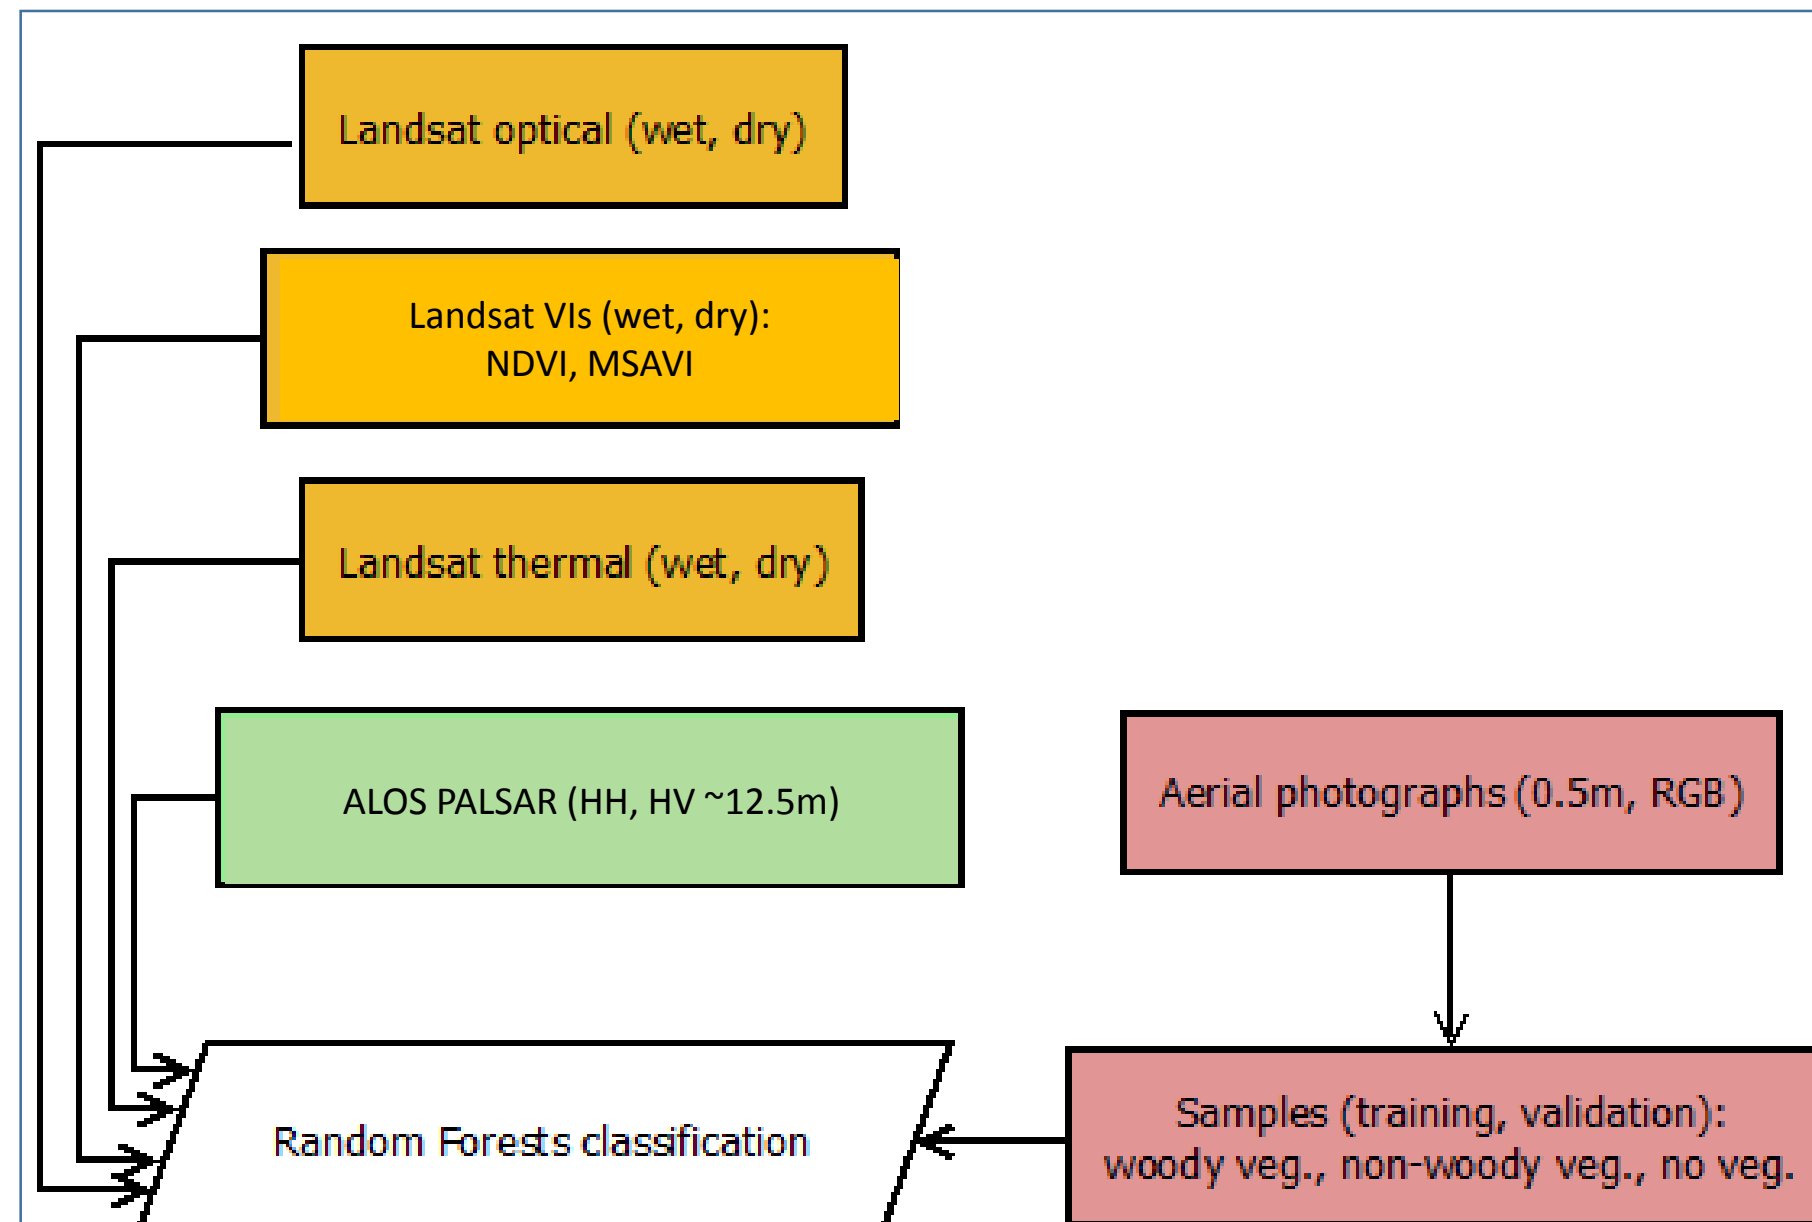 Landsat optical (wet, dry)
Landsat VIs (wet, dry):
NDVI, MSAVI
Landsat thermal (wet, dry)
ALOS PALSAR (HH, HV ~12.5m)
Aerial photographs (0.5m, RGB)
Random Forests classification
Samples (training, validation):
woody veg., non-woody veg., no veg.